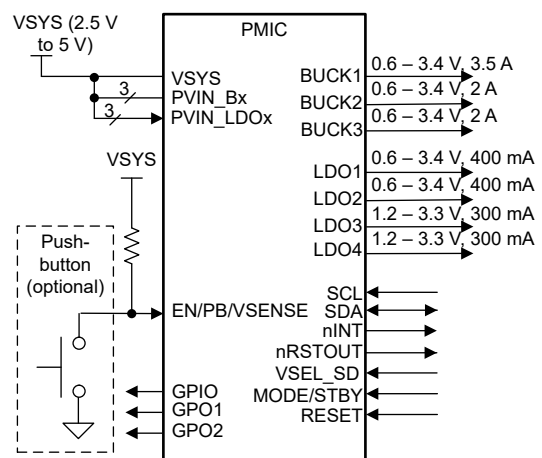 VSYS (2.5 V
to 5 V)
PMIC
VSYS
3
PVIN_Bx
3
PVIN_LDOx
VSYS
Push-
button
(optional)
EN/PB/VSENSE
GPIO
GPO1
GPO2
BUCK1
0.6 – 3.4 V, 3.5 A
BUCK2
0.6 – 3.4 V, 2 A
BUCK3
0.6 – 3.4 V, 2 A
LDO1
0.6 – 3.4 V, 400 mA
LDO2
0.6 – 3.4 V, 400 mA
LDO3
1.2 – 3.3 V, 300 mA
LDO4
1.2 – 3.3 V, 300 mA
SCL
SDA
nINT
nRSTOUT
VSEL_SD
MODE/STBY
RESET